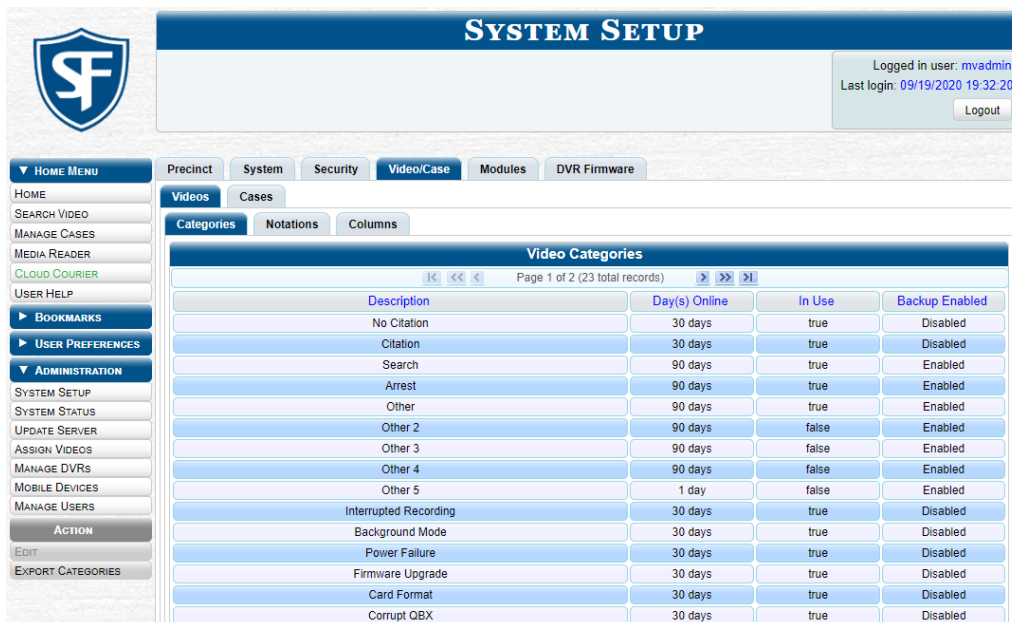 SYSTEM SETUP
SF
Logged in user: mvadmin
Last login: 09/19/2020 19:32:20
Logout
▼ HOME MENU
HOME
SEARCH VIDEO
MANAGE CASES
MEDIA READER
CLOUD COURIER
USER HELP
► BOOKMARKS
► USER PREFERENCES
▼ ADMINISTRATION
SYSTEM SETUP
SYSTEM STATUS
UPDATE SERVER
ASSIGN VIDEOS
MANAGE DVRS
MOBILE DEVICES
MANAGE USERS
ACTION
EDIT
EXPORT CATEGORIES
Precinct System Security Video/Case Modules DVR Firmware
Videos Cases
Categories Notations Columns
Video Categories
|< << < Page 1 of 2 (23 total records) > >> >|
Description Day(s) Online In Use Backup Enabled
No Citation 30 days true Disabled
Citation 30 days true Disabled
Search 90 days true Enabled
Arrest 90 days true Enabled
Other 90 days true Enabled
Other 2 90 days false Enabled
Other 3 90 days false Enabled
Other 4 90 days false Enabled
Other 5 1 day false Enabled
Interrupted Recording 30 days true Disabled
Background Mode 30 days true Disabled
Power Failure 30 days true Disabled
Firmware Upgrade 30 days true Disabled
Card Format 30 days true Disabled
Corrupt QBX 30 days true Disabled